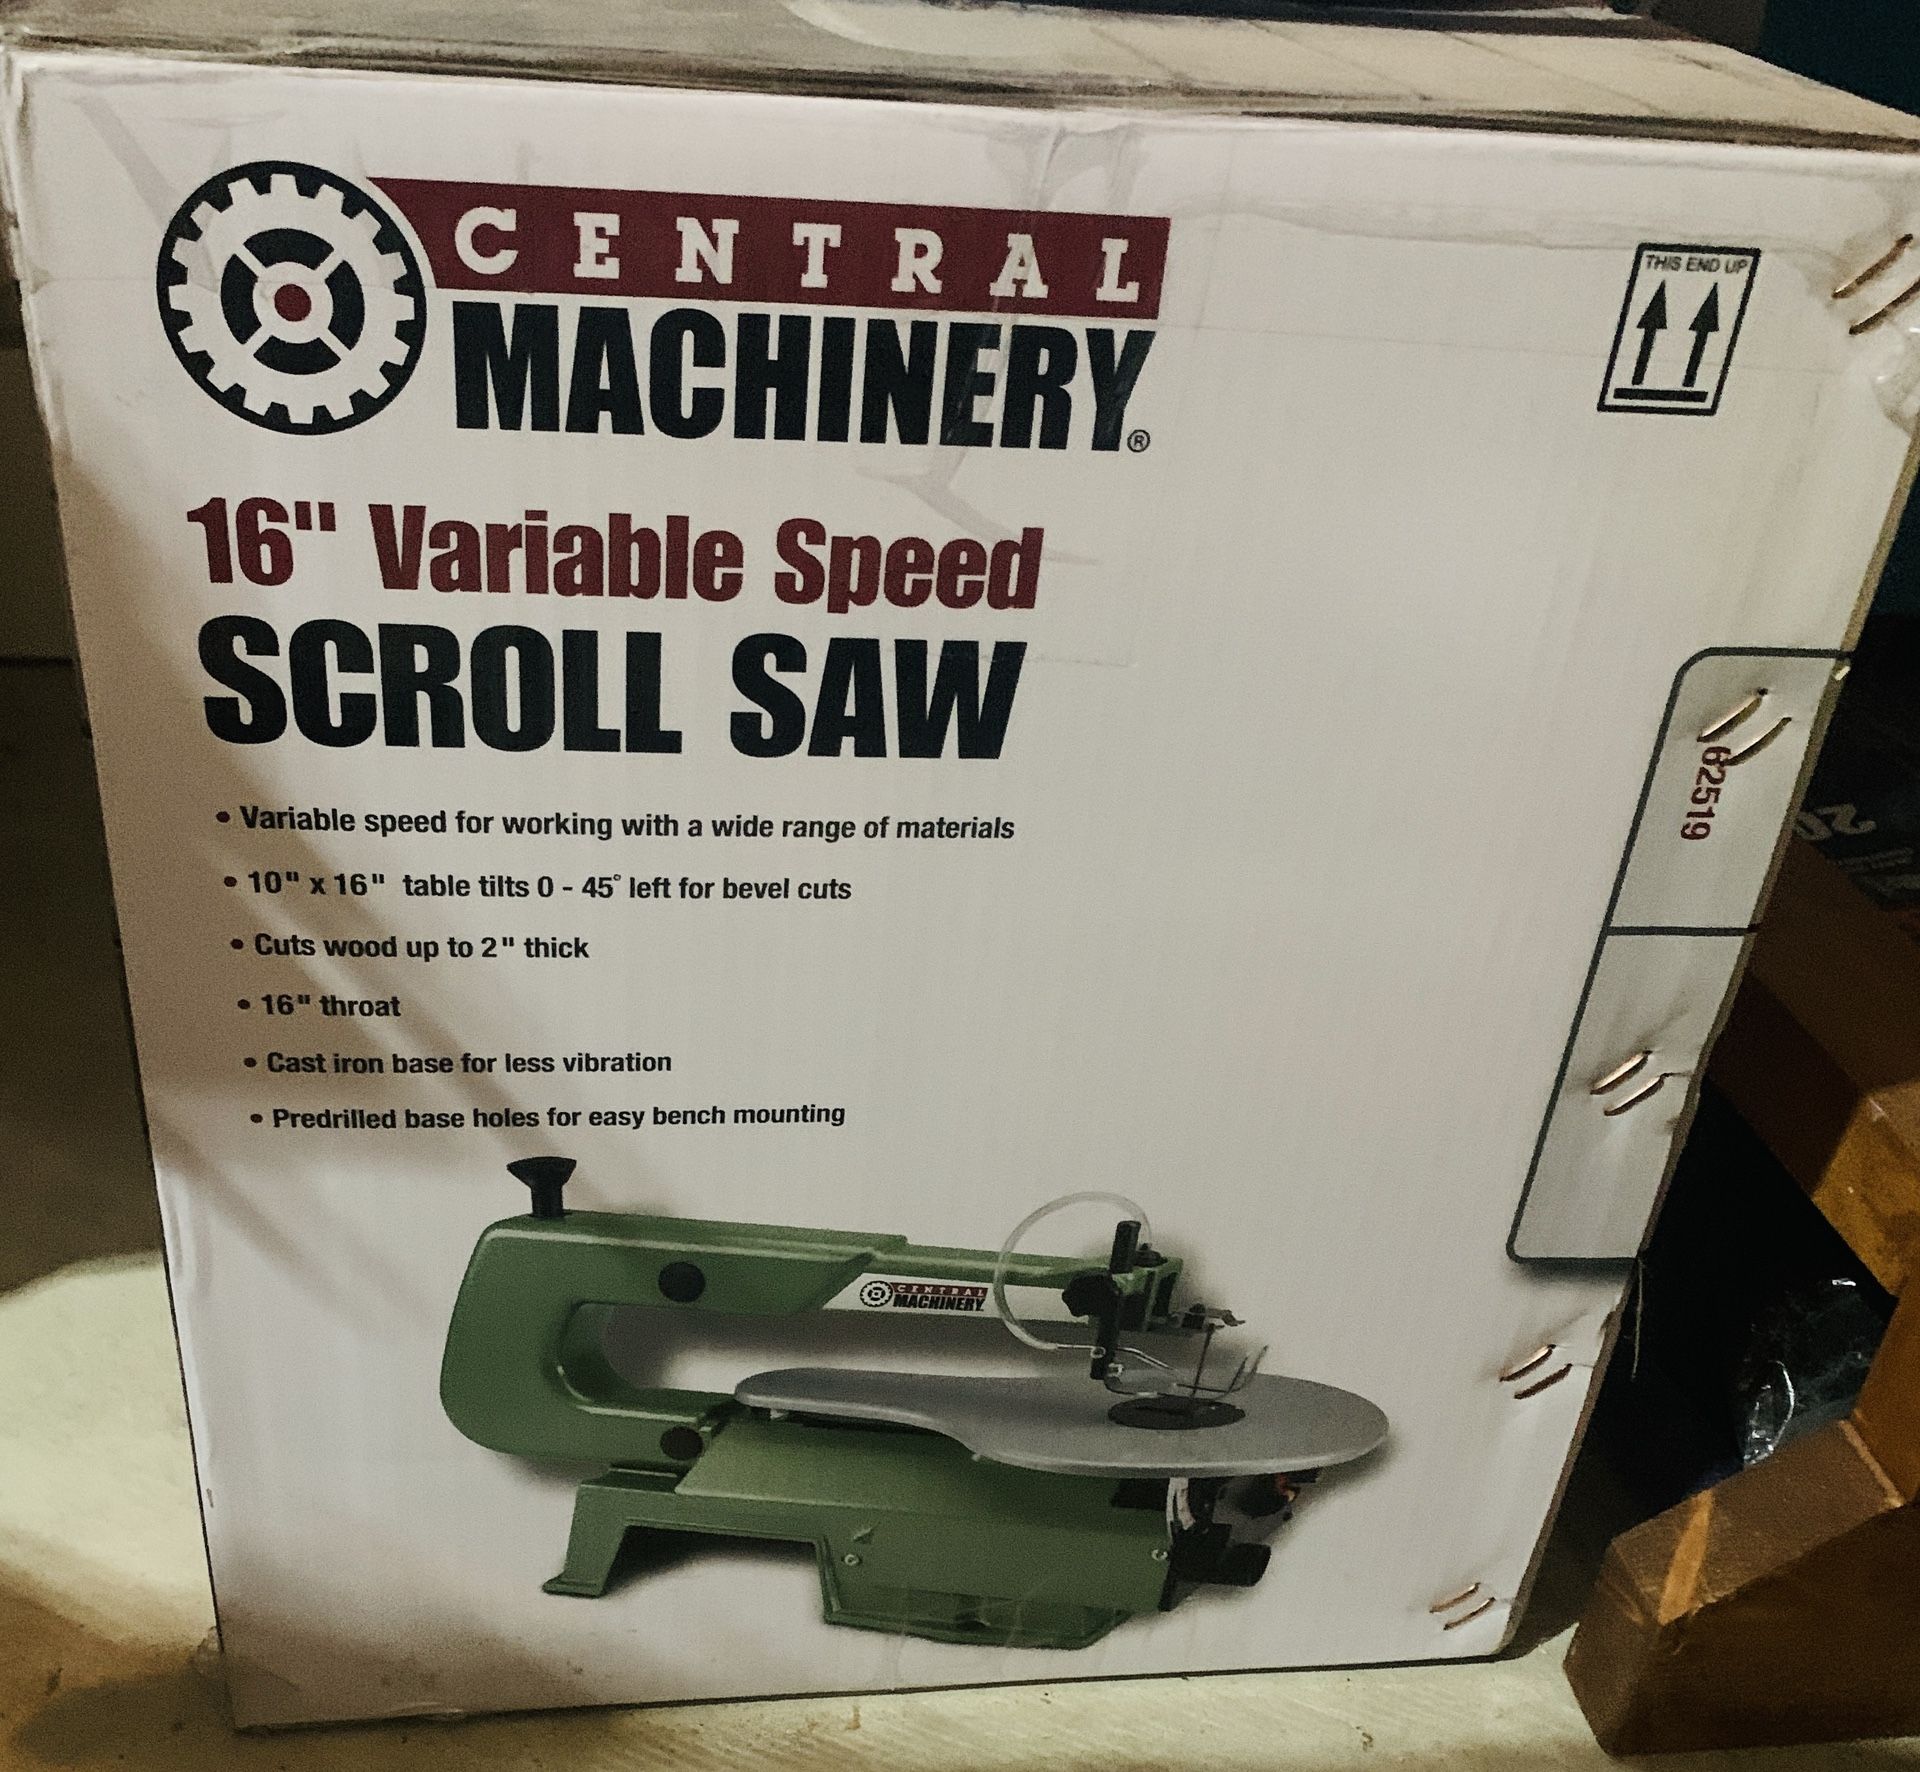 CENTRAL
MACHINERY®
THIS END UP
16" Variable Speed
SCROLL SAW
62519
• Variable speed for working with a wide range of materials
• 10" x 16" table tilts 0 - 45° left for bevel cuts
• Cuts wood up to 2" thick
• 16" throat
• Cast iron base for less vibration
• Predrilled base holes for easy bench mounting
CENTRAL
MACHINERY